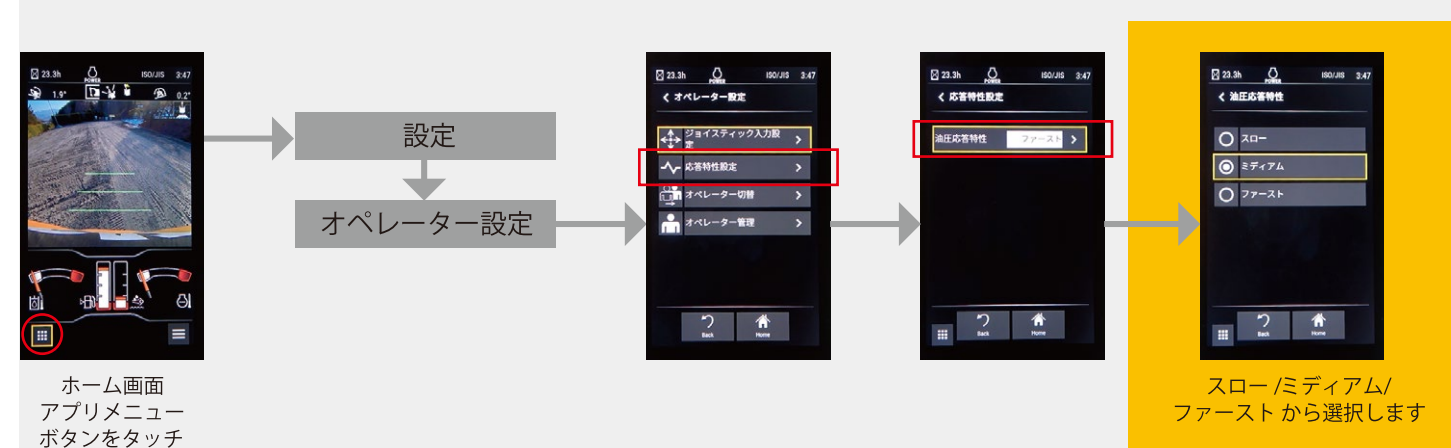 23.3h
POWER
ISO/JIS 3:47
1.9°
0.2°
ホーム画面
アプリメニュー
ボタンをタッチ
設定
オペレーター設定
23.3h
POWER
ISO/JIS 3:47
オペレーター設定
ジョイスティック入力設
定
応答特性設定
オペレーター切替
オペレーター管理
Back
Home
23.3h
POWER
ISO/JIS 3:47
応答特性設定
油圧応答特性 ファースト
Back
Home
23.3h
POWER
ISO/JIS 3:47
油圧応答特性
スロー
ミディアム
ファースト
Back
Home
スロー /ミディアム/
ファースト から選択します